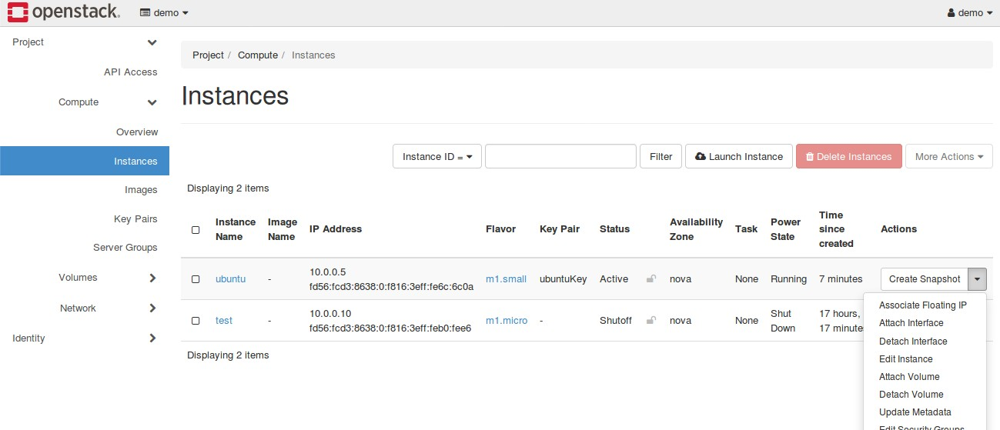 openstack. demo demo
Project
API Access
Compute
Overview
Instances
Images
Key Pairs
Server Groups
Volumes
Network
Identity
Project / Compute / Instances
Instances
Instance ID = Filter Launch Instance Delete Instances More Actions
Displaying 2 items
Instance Name Image Name IP Address Flavor Key Pair Status Availability Zone Task Power State Time since created Actions
ubuntu - 10.0.0.5 m1.small ubuntuKey Active nova None Running 7 minutes Create Snapshot
fd56:fcd3:8638:0:f816:3eff:fe6c:6c0a
test - 10.0.0.10 m1.micro - Shutoff nova None Shut Down 17 hours,
fd56:fcd3:8638:0:f816:3eff:feb0:fee6 17 minute
Displaying 2 items
Associate Floating IP
Attach Interface
Detach Interface
Edit Instance
Attach Volume
Detach Volume
Update Metadata
Edit Security Groups